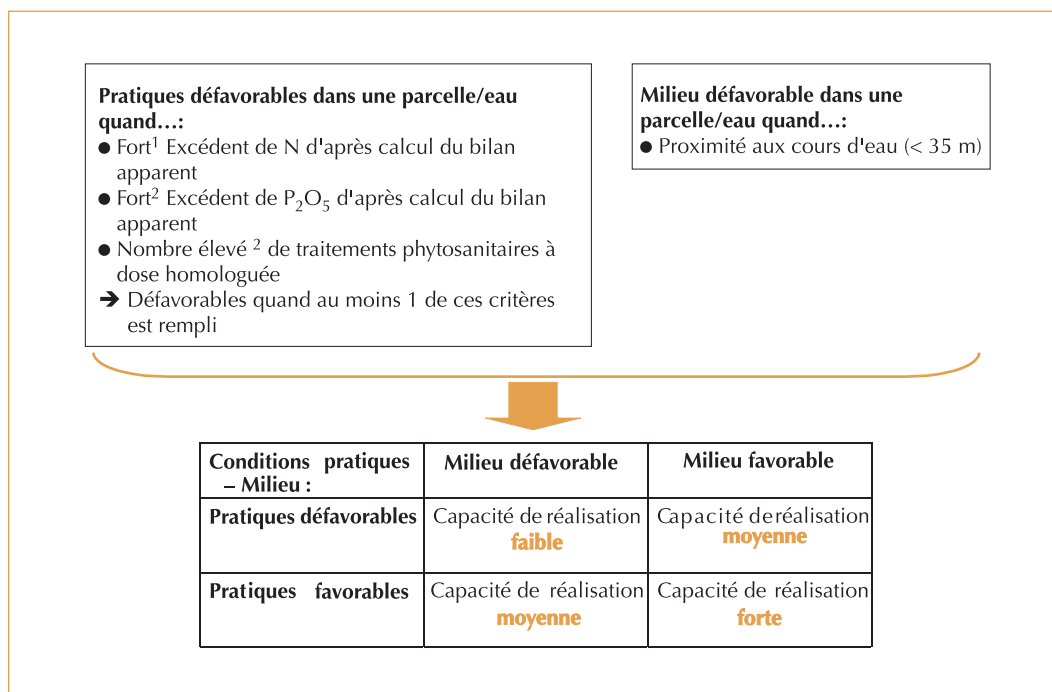 Pratiques défavorables dans une parcelle/eau
quand…:
● Fort¹ Excédent de N d'après calcul du bilan
apparent
● Fort² Excédent de P₂O₅ d'après calcul du bilan
apparent
● Nombre élevé ² de traitements phytosanitaires à
dose homologuée
➔ Défavorables quand au moins 1 de ces critères
est rempli
Milieu défavorable dans une
parcelle/eau quand…:
● Proximité aux cours d'eau (< 35 m)
Conditions pratiques
– Milieu :
Milieu défavorable
Milieu favorable
Pratiques défavorables
Capacité de réalisation
faible
Capacité de réalisation
moyenne
Pratiques favorables
Capacité de réalisation
moyenne
Capacité de réalisation
forte